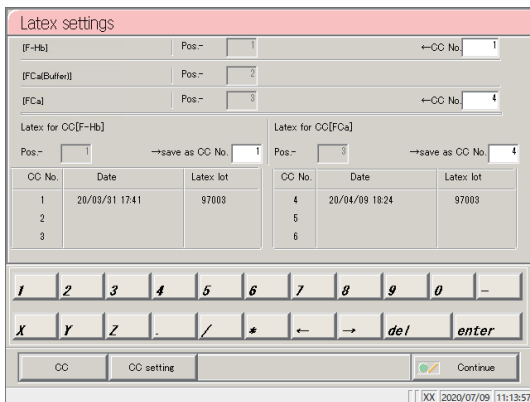 Latex settings
[F-Hb] Pos.- 1 ←CC No. 1
[FCa(Buffer)] Pos.- 2
[FCa] Pos.- 3 ←CC No. 4
Latex for CC[F-Hb] Latex for CC[FCa]
Pos.- 1 →save as CC No. 1 Pos.- 3 →save as CC No. 4
CC No. Date Latex lot CC No. Date Latex lot
1 20/03/31 17:41 97003 4 20/04/09 18:24 97003
2 5
3 6
1 2 3 4 5 6 7 8 9 0 -
X Y Z . / * ← → del enter
CC CC setting Continue
XX 2020/07/09 11:13:57